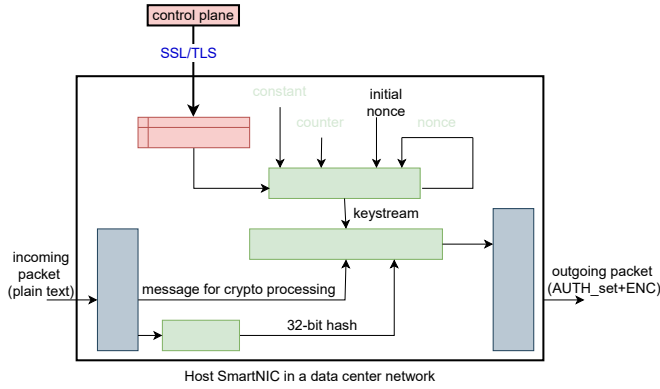 control plane
SSL/TLS
constant
initial
nonce
counter
nonce
keystream
incoming
packet
(plain text)
message for crypto processing
outgoing packet
(AUTH_set+ENC)
32-bit hash
Host SmartNIC in a data center network